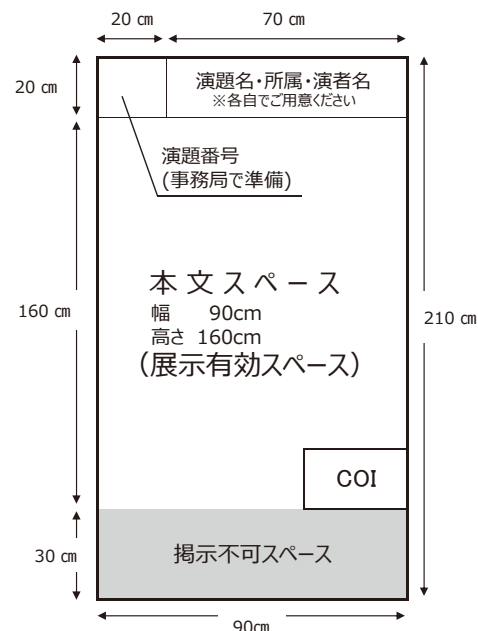 20 ㎝
70 ㎝
20 ㎝
演題名・所属・演者名
※各自でご用意ください
演題番号
(事務局で準備)
本文スペース
幅 90cm
高さ 160cm
(展示有効スペース)
160 ㎝
210 ㎝
COI
30 ㎝
掲示不可スペース
90㎝